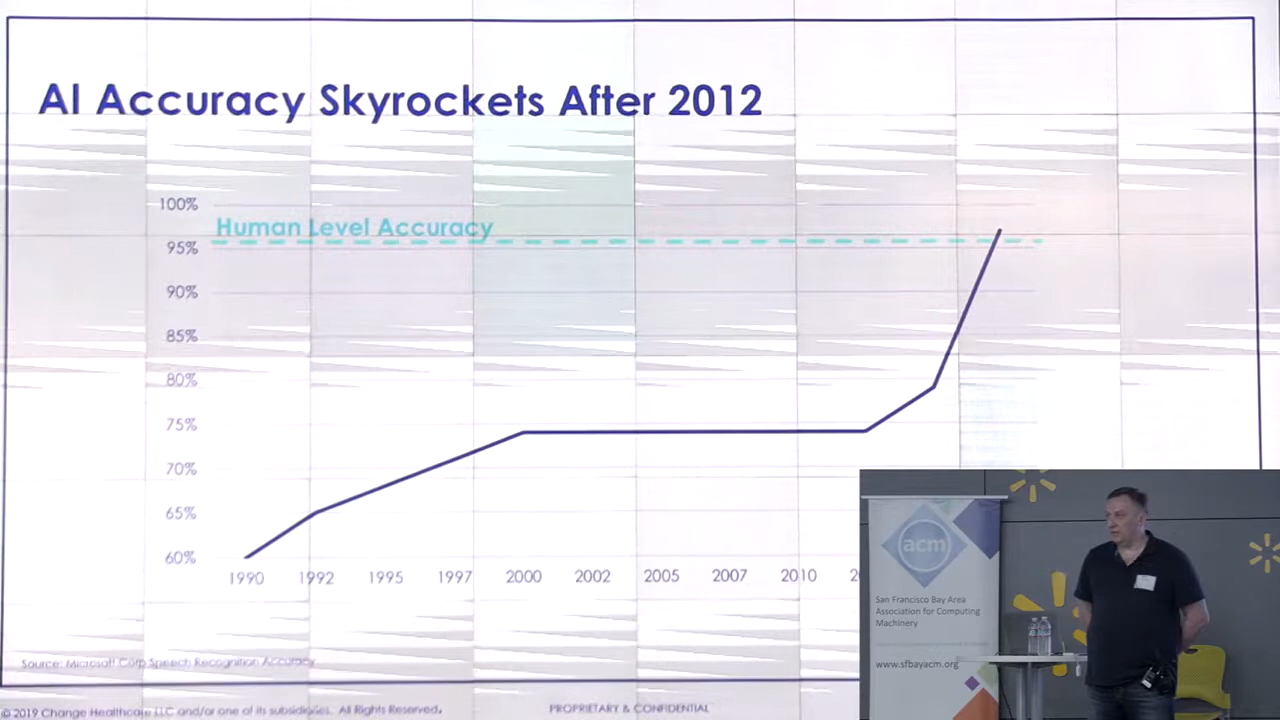 AI Accuracy Skyrockets After 2012
100%
Human Level Accuracy
95%
90%
85%
80%
75%
70%
65%
60%
1990 1992 1995 1997 2000 2002 2005 2007 2010
Source: Microsoft Corp Speech Recognition Accuracy
© 2019 Change Healthcare LLC and/or one of its subsidiaries. All Rights Reserved.
PROPRIETARY & CONFIDENTIAL
acm
San Francisco Bay Area
Association for Computing
Machinery
www.sfbayacm.org